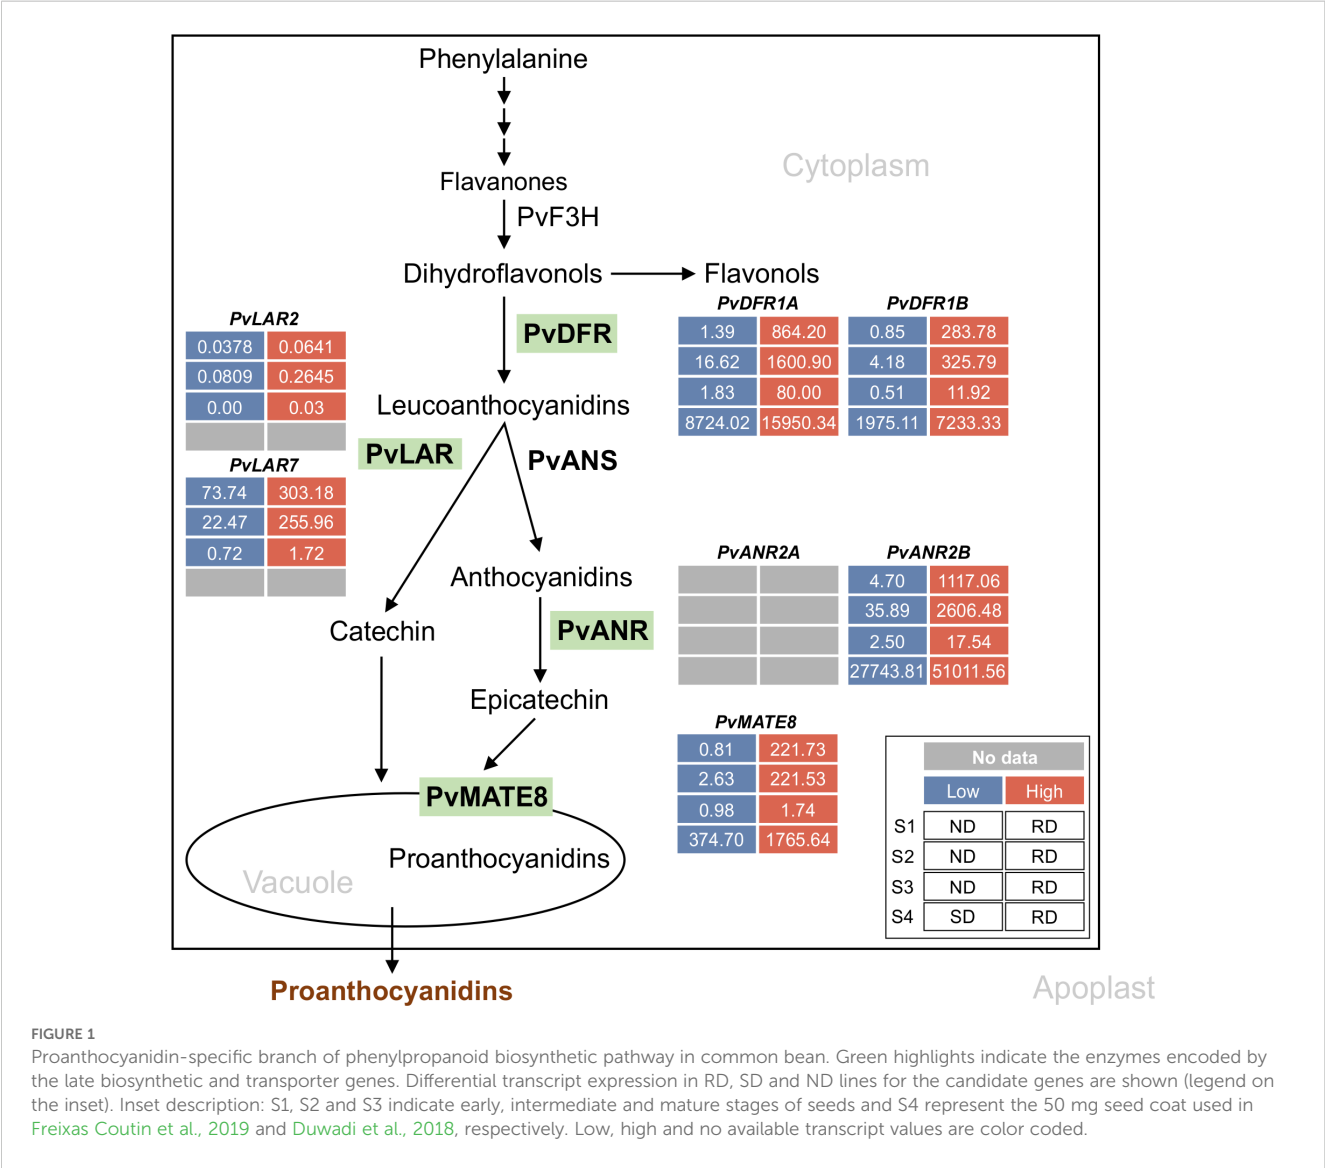 Phenylalanine
Cytoplasm
Flavanones
PvF3H
Dihydroflavonols
Flavonols
PvDFR1A
PvDFR1B
1.39 864.20
0.85 283.78
16.62 1600.90
4.18 325.79
1.83 80.00
0.51 11.92
8724.02 15950.34
1975.11 7233.33
PvDFR
PvLAR2
0.0378 0.0641
0.0809 0.2645
0.00 0.03
Leucoanthocyanidins
PvLAR
PvANS
PvLAR7
73.74 303.18
22.47 255.96
0.72 1.72
Anthocyanidins
PvANR2A
PvANR2B
4.70 1117.06
35.89 2606.48
2.50 17.54
27743.81 51011.56
Catechin
PvANR
Epicatechin
PvMATE8
0.81 221.73
2.63 221.53
0.98 1.74
374.70 1765.64
No data
Low High
S1 ND RD
S2 ND RD
S3 ND RD
S4 SD RD
PvMATE8
Proanthocyanidins
Vacuole
Proanthocyanidins
Apoplast
FIGURE 1
Proanthocyanidin-specific branch of phenylpropanoid biosynthetic pathway in common bean. Green highlights indicate the enzymes encoded by
the late biosynthetic and transporter genes. Differential transcript expression in RD, SD and ND lines for the candidate genes are shown (legend on
the inset). Inset description: S1, S2 and S3 indicate early, intermediate and mature stages of seeds and S4 represent the 50 mg seed coat used in
Freixas Coutin et al., 2019 and Duwadi et al., 2018, respectively. Low, high and no available transcript values are color coded.